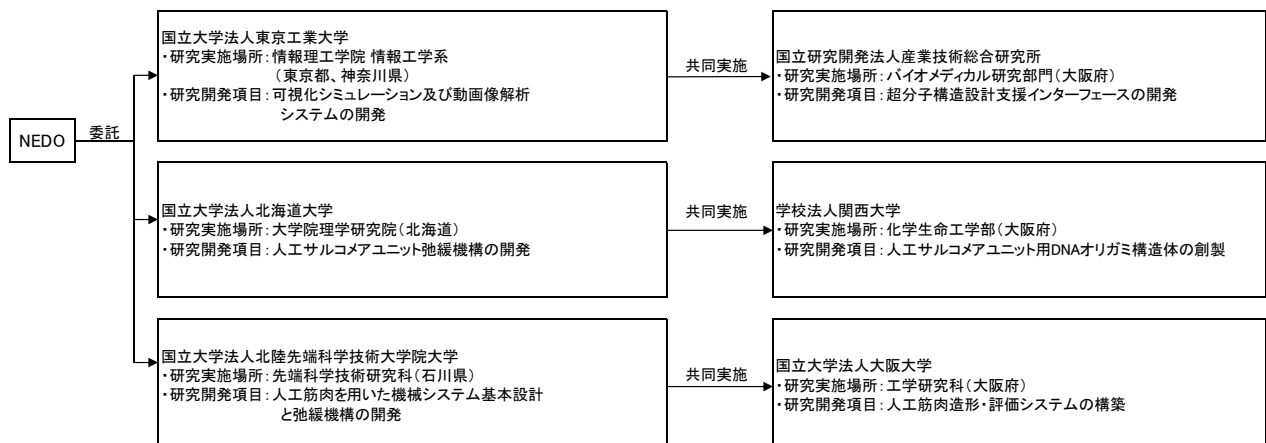 NEDO
委託
国立大学法人東京工業大学
・研究実施場所：情報理工学院 情報工学系
（東京都、神奈川県）
・研究開発項目：可視化シミュレーション及び動画像解析
システムの開発
共同実施
国立研究開発法人産業技術総合研究所
・研究実施場所：バイオメディカル研究部門（大阪府）
・研究開発項目：超分子構造設計支援インターフェースの開発
国立大学法人北海道大学
・研究実施場所：大学院理学研究院（北海道）
・研究開発項目：人工サルコメアユニット弛緩機構の開発
共同実施
学校法人関西大学
・研究実施場所：化学生命工学部（大阪府）
・研究開発項目：人工サルコメアユニット用DNAオリガミ構造体の創製
国立大学法人北陸先端科学技術大学院大学
・研究実施場所：先端科学技術研究科（石川県）
・研究開発項目：人工筋肉を用いた機械システム基本設計
と弛緩機構の開発
共同実施
国立大学法人大阪大学
・研究実施場所：工学研究科（大阪府）
・研究開発項目：人工筋肉造形・評価システムの構築